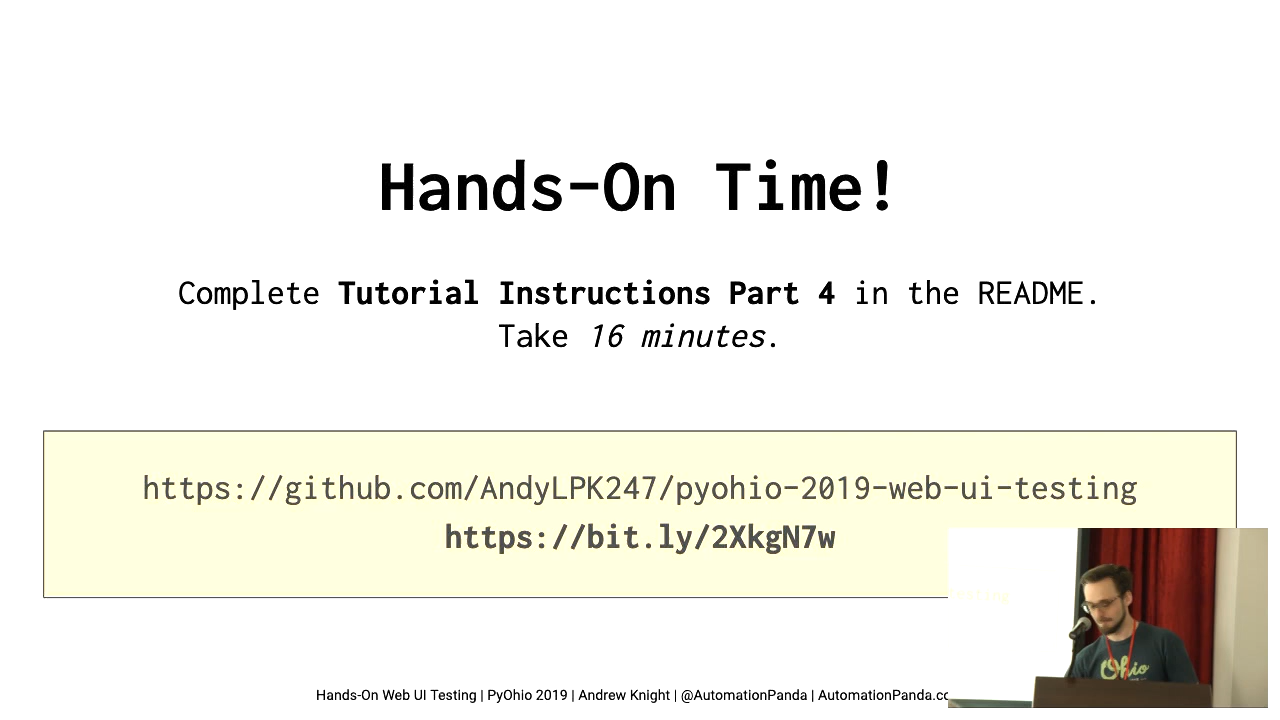 Hands-On Time!
Complete Tutorial Instructions Part 4 in the README.
Take 16 minutes.
https://github.com/AndyLPK247/pyohio-2019-web-ui-testing
https://bit.ly/2XkgN7w
Ohio
Hands-On Web UI Testing | PyOhio 2019 | Andrew Knight | @AutomationPanda | AutomationPanda.co